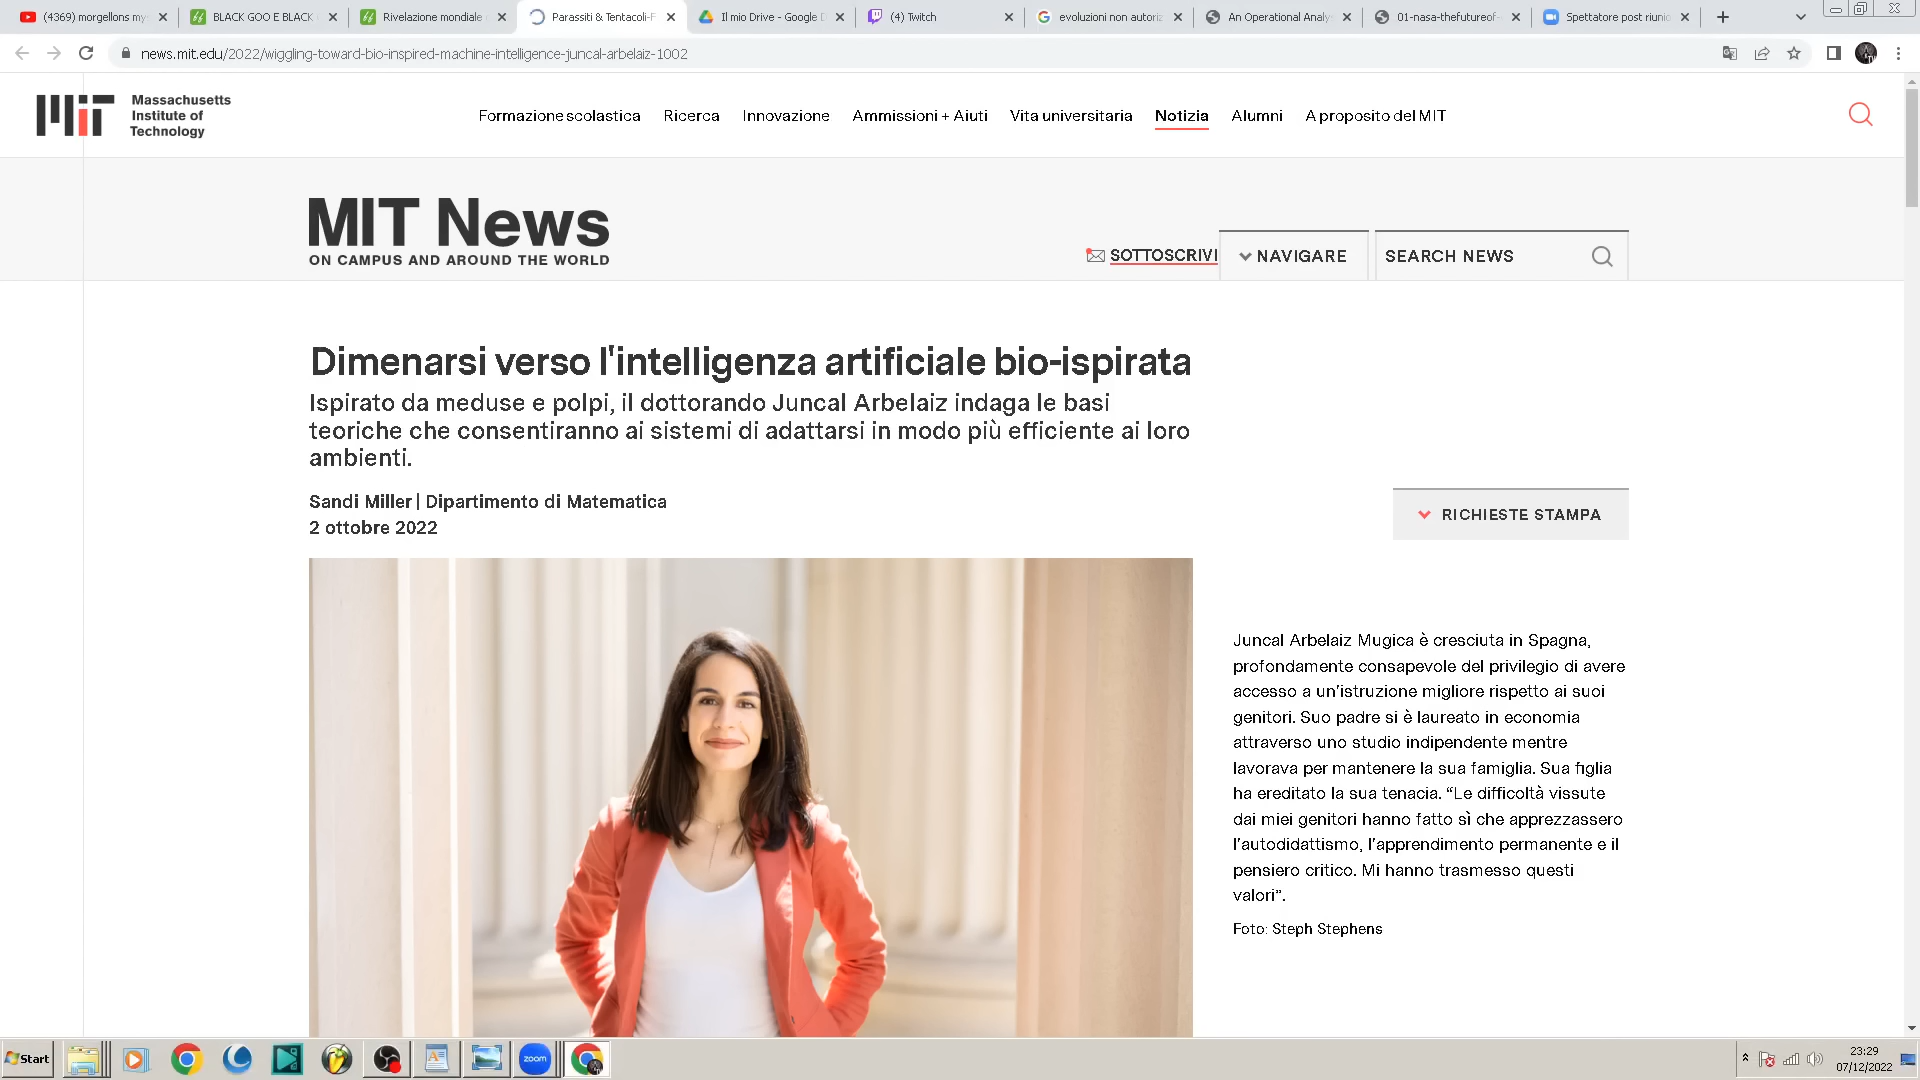 (4369) morgellons my
BLACK GOO E BLACK
Rivelazione mondiale
Parassiti & Tentacoli-F
Il mio Drive - Google D
(4) Twitch
evoluzioni non autoriz
An Operational Analy
01-nasa-thefutureof-
Spettatore post riunio
news.mit.edu/2022/wiggling-toward-bio-inspired-machine-intelligence-juncal-arbelaiz-1002
MIT
Massachusetts
Institute of
Technology
Formazione scolastica
Ricerca
Innovazione
Ammissioni + Aiuti
Vita universitaria
Notizia
Alumni
A proposito del MIT
MIT News
ON CAMPUS AND AROUND THE WORLD
SOTTOSCRIVI
NAVIGARE
SEARCH NEWS
Dimenarsi verso l'intelligenza artificiale bio-ispirata
Ispirato da meduse e polpi, il dottorando Juncal Arbelaiz indaga le basi
teoriche che consentiranno ai sistemi di adattarsi in modo più efficiente ai loro
ambienti.
Sandi Miller | Dipartimento di Matematica
2 ottobre 2022
RICHIESTE STAMPA
Juncal Arbelaiz Mugica è cresciuta in Spagna,
profondamente consapevole del privilegio di avere
accesso a un'istruzione migliore rispetto ai suoi
genitori. Suo padre si è laureato in economia
attraverso uno studio indipendente mentre
lavorava per mantenere la sua famiglia. Sua figlia
ha ereditato la sua tenacia. “Le difficoltà vissute
dai miei genitori hanno fatto sì che apprezzassero
l'autodidattismo, l'apprendimento permanente e il
pensiero critico. Mi hanno trasmesso questi
valori”.
Foto: Steph Stephens
Start
zoom
23:29
07/12/2022